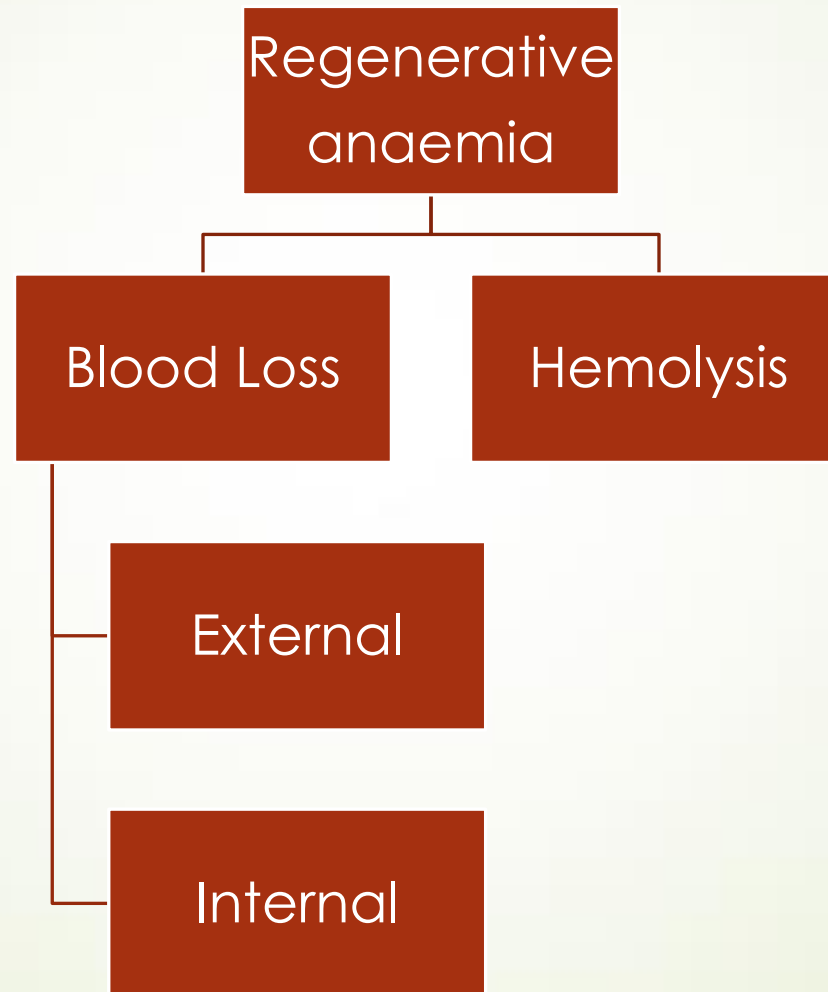 Regenerative
anaemia
Blood Loss
Hemolysis
External
Internal